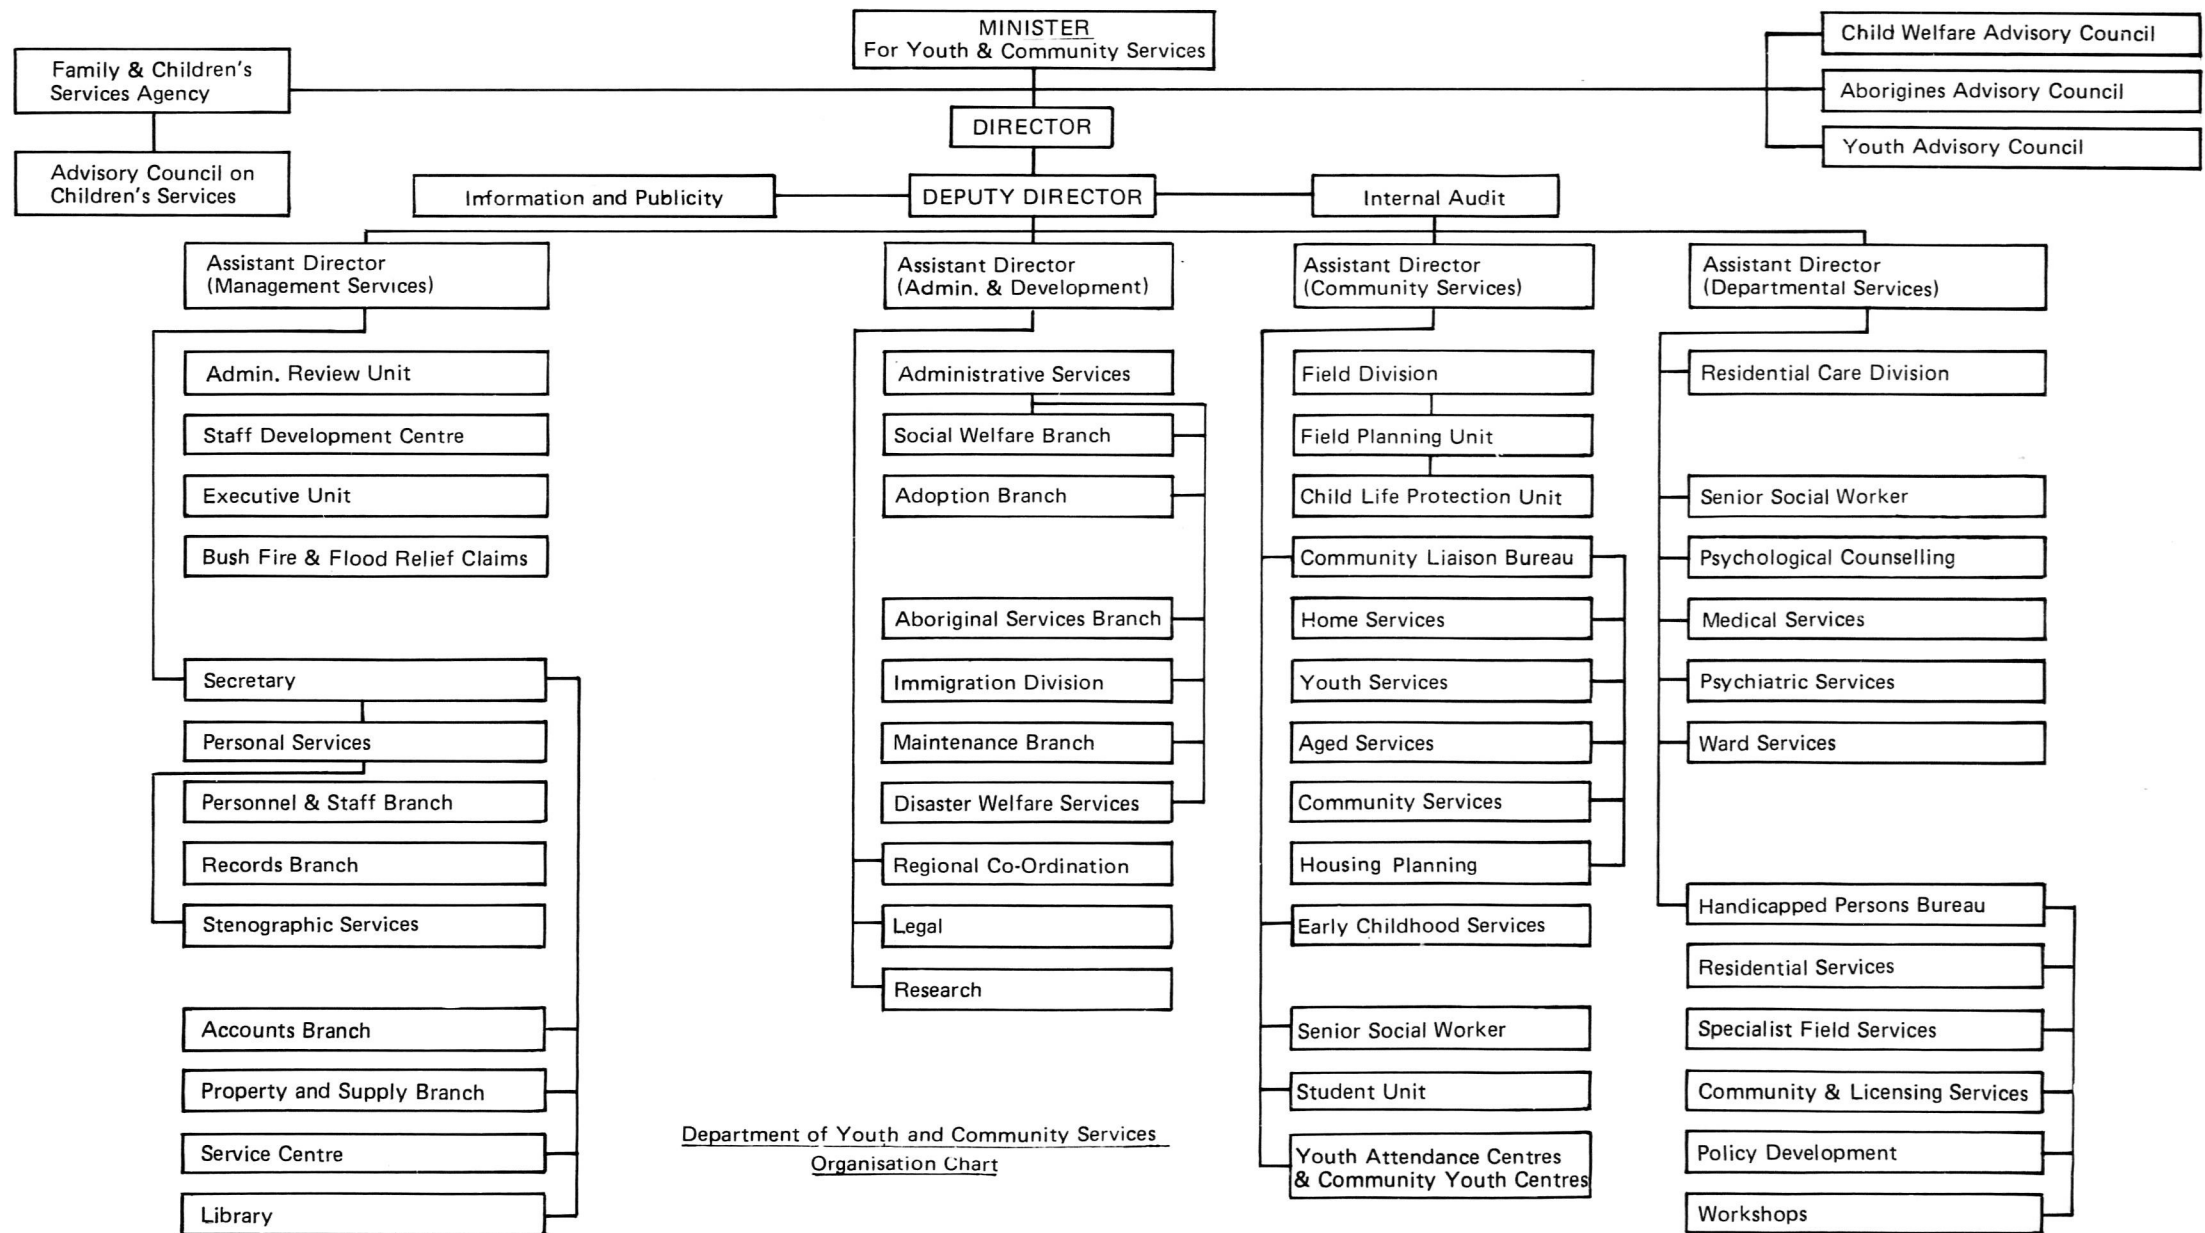 MINISTER
For Youth & Community Services
Family & Children's
Services Agency
Advisory Council on
Children's Services
Child Welfare Advisory Council
Aborigines Advisory Council
Youth Advisory Council
DIRECTOR
Information and Publicity
DEPUTY DIRECTOR
Internal Audit
Assistant Director
(Management Services)
Admin. Review Unit
Staff Development Centre
Executive Unit
Bush Fire & Flood Relief Claims
Secretary
Personal Services
Personnel & Staff Branch
Records Branch
Stenographic Services
Accounts Branch
Property and Supply Branch
Service Centre
Library
Assistant Director
(Admin. & Development)
Administrative Services
Social Welfare Branch
Adoption Branch
Aboriginal Services Branch
Immigration Division
Maintenance Branch
Disaster Welfare Services
Regional Co-Ordination
Legal
Research
Assistant Director
(Community Services)
Field Division
Field Planning Unit
Child Life Protection Unit
Community Liaison Bureau
Home Services
Youth Services
Aged Services
Community Services
Housing Planning
Early Childhood Services
Senior Social Worker
Student Unit
Youth Attendance Centres
& Community Youth Centres
Assistant Director
(Departmental Services)
Residential Care Division
Senior Social Worker
Psychological Counselling
Medical Services
Psychiatric Services
Ward Services
Handicapped Persons Bureau
Residential Services
Specialist Field Services
Community & Licensing Services
Policy Development
Workshops
Department of Youth and Community Services
Organisation Chart